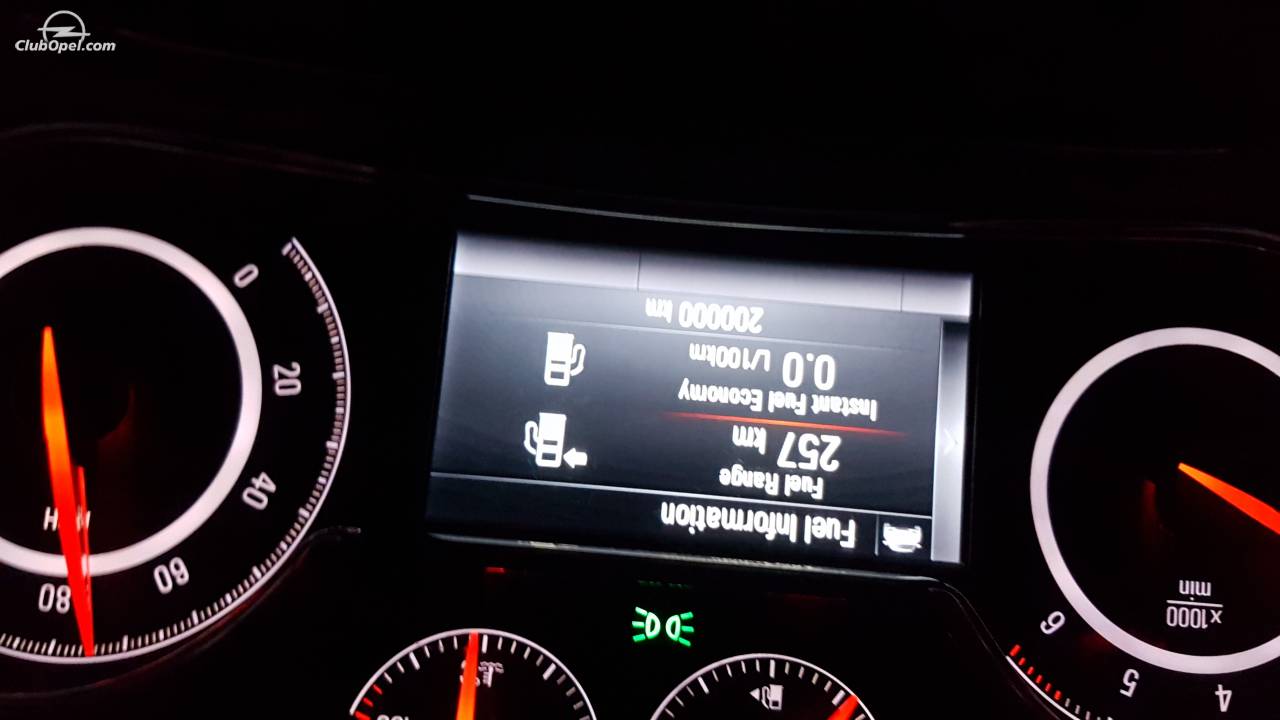 ClubOpel.com
Fuel Information
Fuel Range
257 km
Instant Fuel Economy
0.0 L/100km
200000 km
0
20
40
60
80
x1000
min
4
5
6